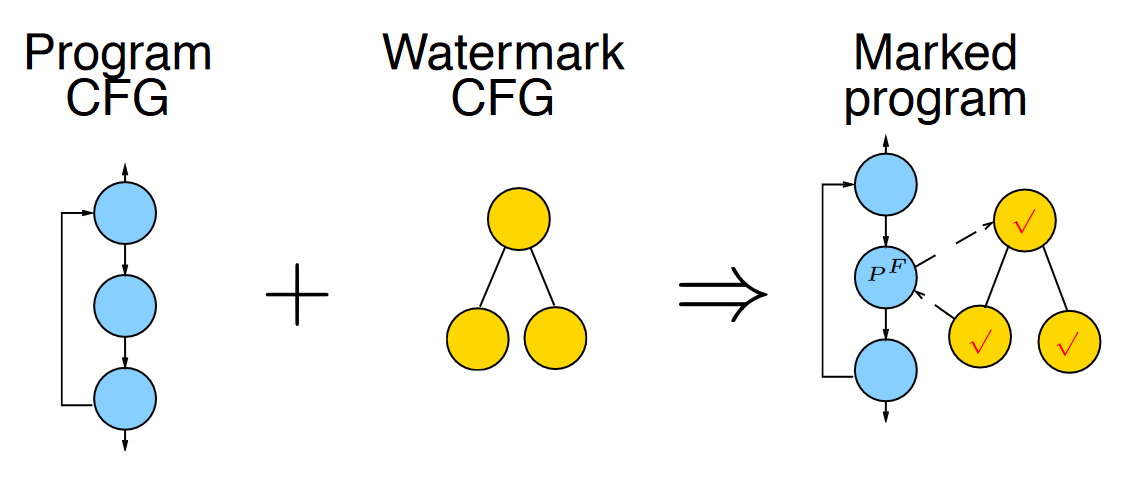 Program
CFG
Watermark
CFG
Marked
program
+
⇒
P^F
√
√
√